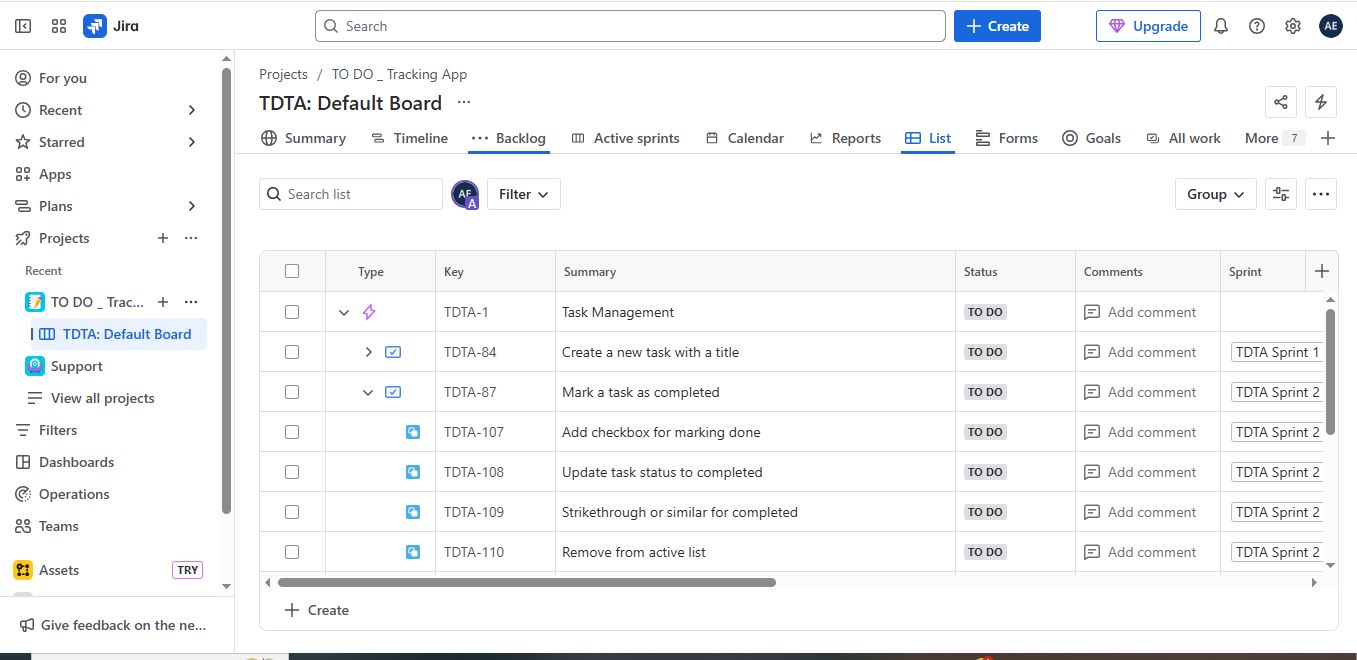 Jira
Search
Create
Upgrade
AE
For you
Recent
Starred
Apps
Plans
Projects
Recent
TO DO _ Trac...
TDTA: Default Board
Support
View all projects
Filters
Dashboards
Operations
Teams
Assets TRY
Give feedback on the ne...
Projects / TO DO _ Tracking App
TDTA: Default Board
Summary Timeline Backlog Active sprints Calendar Reports List Forms Goals All work More 7
Search list AE A Filter Group
Type Key Summary Status Comments Sprint
TDTA-1 Task Management TO DO Add comment
TDTA-84 Create a new task with a title TO DO Add comment TDTA Sprint 1
TDTA-87 Mark a task as completed TO DO Add comment TDTA Sprint 2
TDTA-107 Add checkbox for marking done TO DO Add comment TDTA Sprint 2
TDTA-108 Update task status to completed TO DO Add comment TDTA Sprint 2
TDTA-109 Strikethrough or similar for completed TO DO Add comment TDTA Sprint 2
TDTA-110 Remove from active list TO DO Add comment TDTA Sprint 2
Create